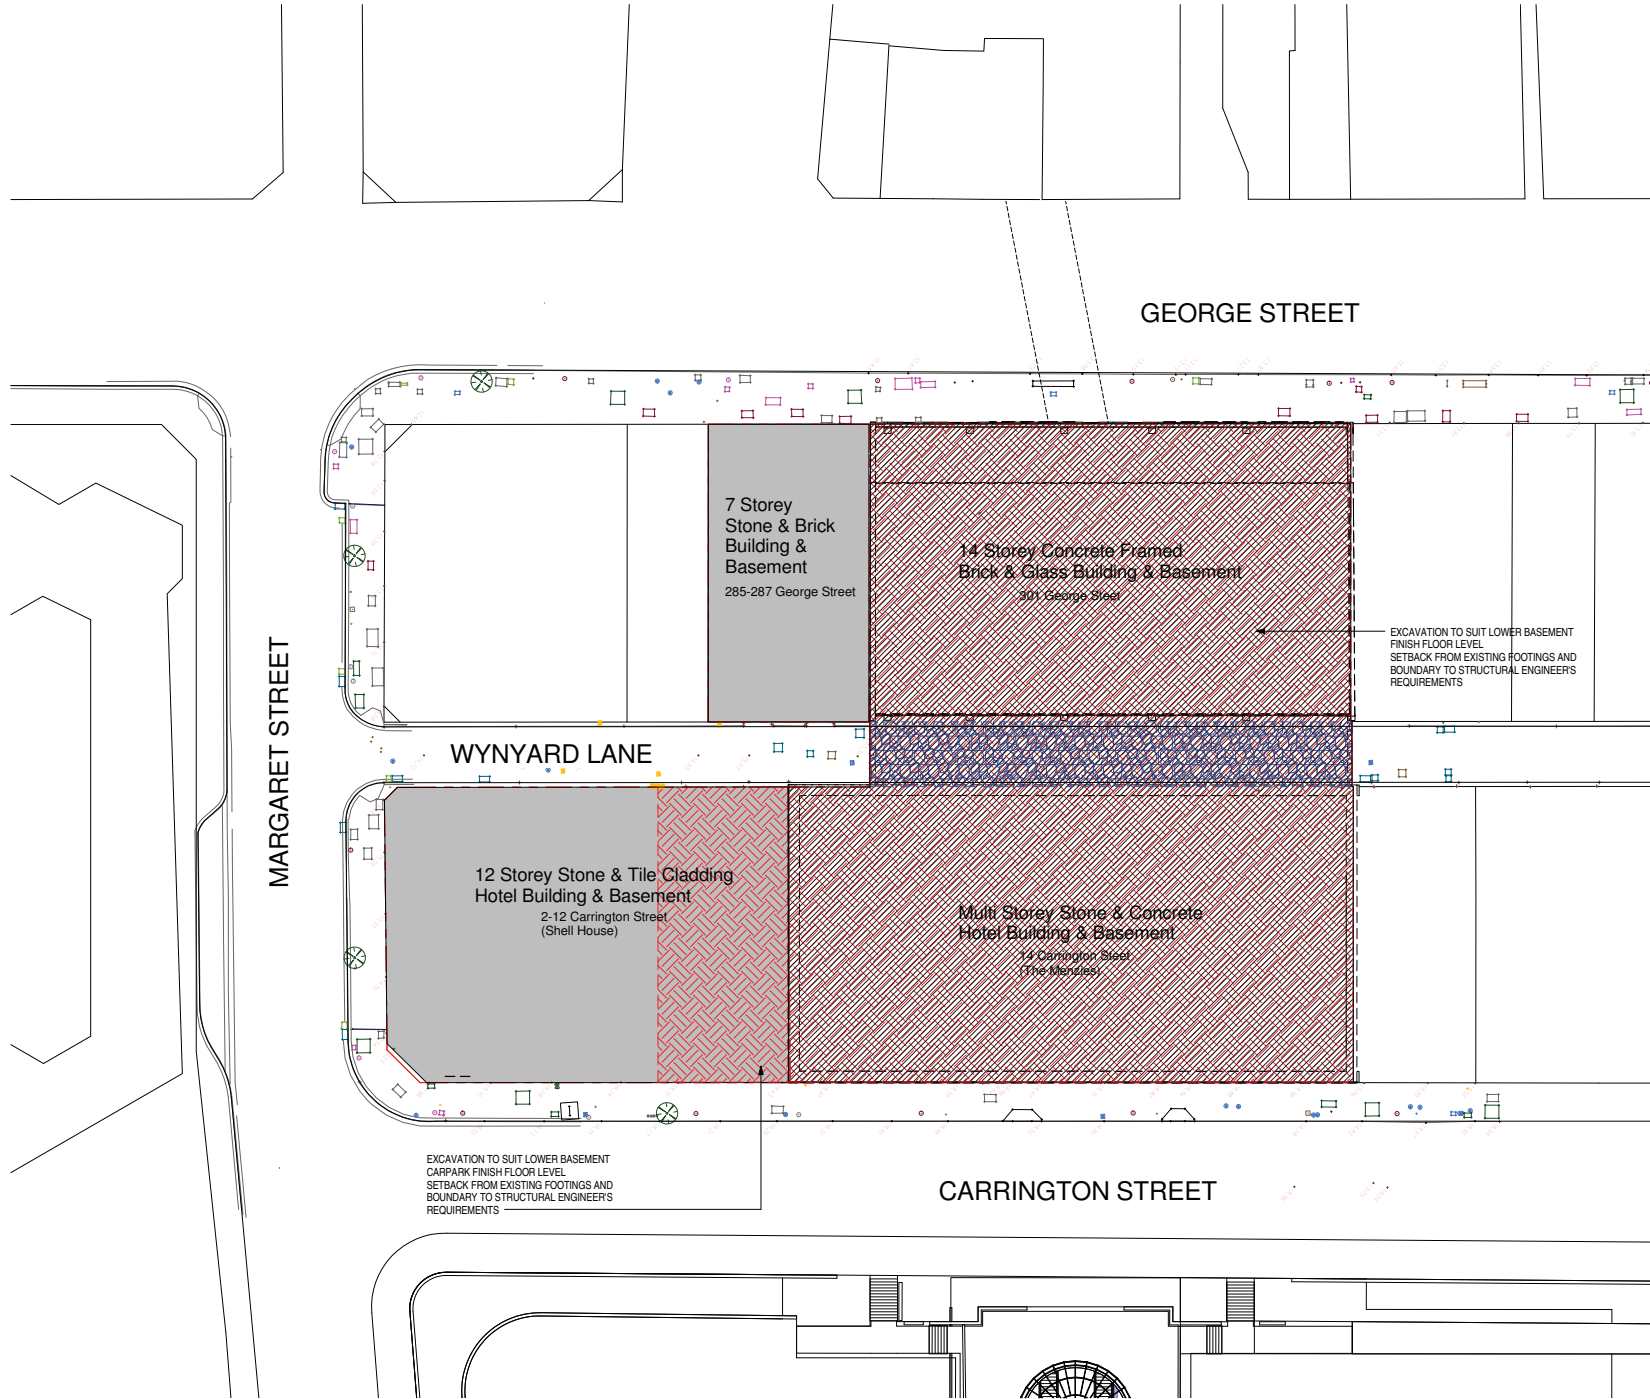 GEORGE STREET
7 Storey
Stone & Brick
Building &
Basement
285-287 George Street
14 Storey Concrete Framed
Brick & Glass Building & Basement
301 George Steet
EXCAVATION TO SUIT LOWER BASEMENT
FINISH FLOOR LEVEL
SETBACK FROM EXISTING FOOTINGS AND
BOUNDARY TO STRUCTURAL ENGINEER'S
REQUIREMENTS
MARGARET STREET
WYNYARD LANE
12 Storey Stone & Tile Cladding
Hotel Building & Basement
2-12 Carrington Street
(Shell House)
Multi Storey Stone & Concrete
Hotel Building & Basement
14 Carrington Steet
(The Menzies)
EXCAVATION TO SUIT LOWER BASEMENT
CARPARK FINISH FLOOR LEVEL
SETBACK FROM EXISTING FOOTINGS AND
BOUNDARY TO STRUCTURAL ENGINEER'S
REQUIREMENTS
CARRINGTON STREET